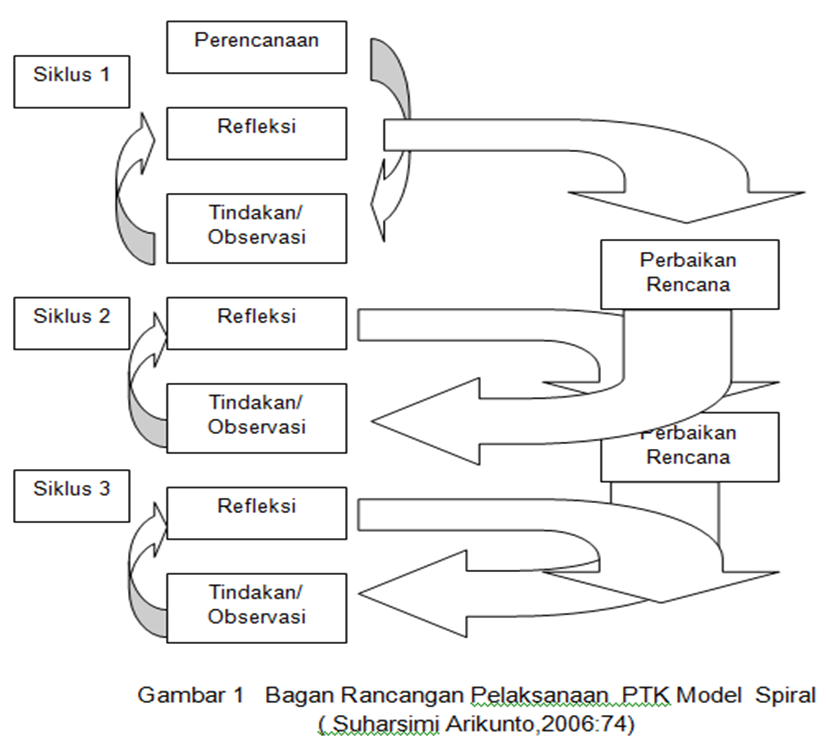 Perencanaan
Siklus 1
Refleksi
Tindakan/
Observasi
Perbaikan
Rencana
Siklus 2
Refleksi
Tindakan/
Observasi
Perbaikan
Rencana
Siklus 3
Refleksi
Tindakan/
Observasi
Gambar 1 Bagan Rancangan Pelaksanaan PTK Model Spiral
( Suharsimi Arikunto,2006:74)